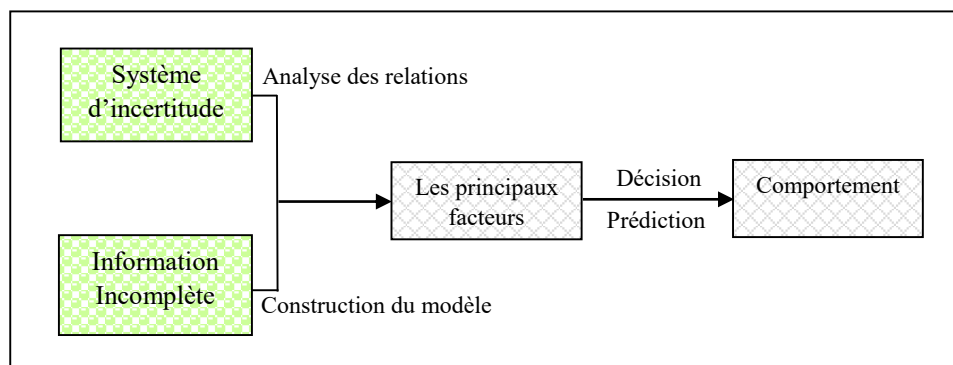 Système
d’incertitude
Analyse des relations
Les principaux
facteurs
Décision
Prédiction
Comportement
Information
Incomplète
Construction du modèle